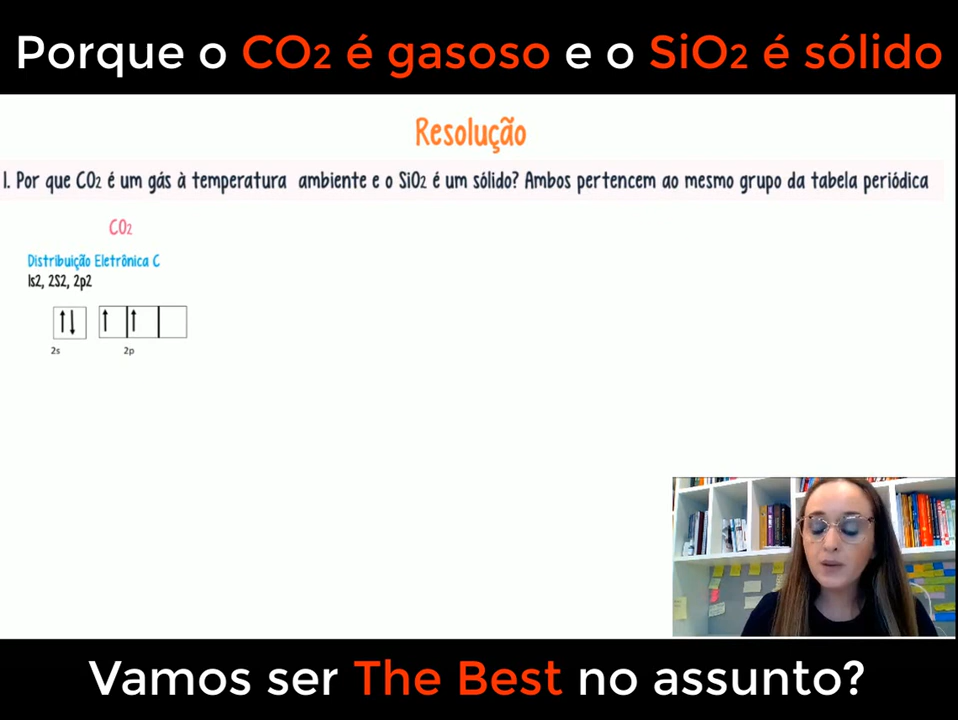 Porque o CO2 é gasoso e o SiO2 é sólido
Resolução
1. Por que CO2 é um gás à temperatura ambiente e o SiO2 é um sólido? Ambos pertencem ao mesmo grupo da tabela periódica
CO2
Distribuição Eletrônica C
1s2, 2S2, 2p2
2s 2p
Vamos ser The Best no assunto?